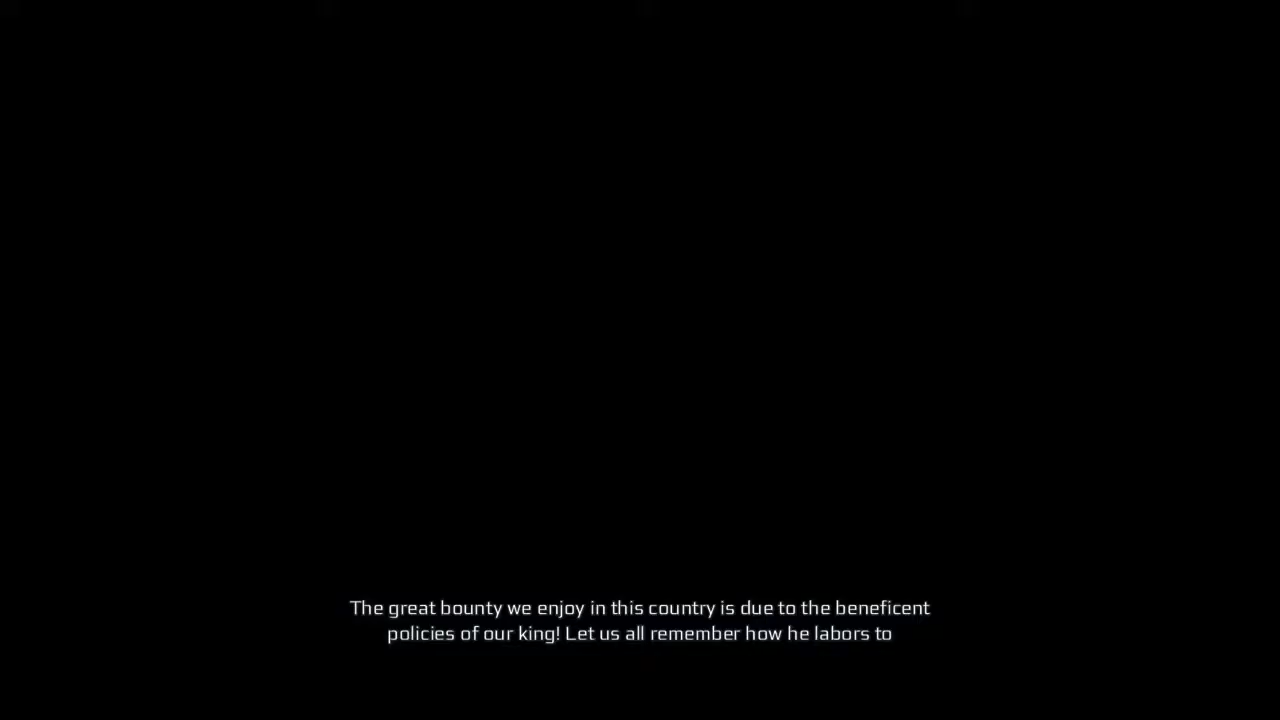 The great bounty we enjoy in this country is due to the beneficent
policies of our king! Let us all remember how he labors to